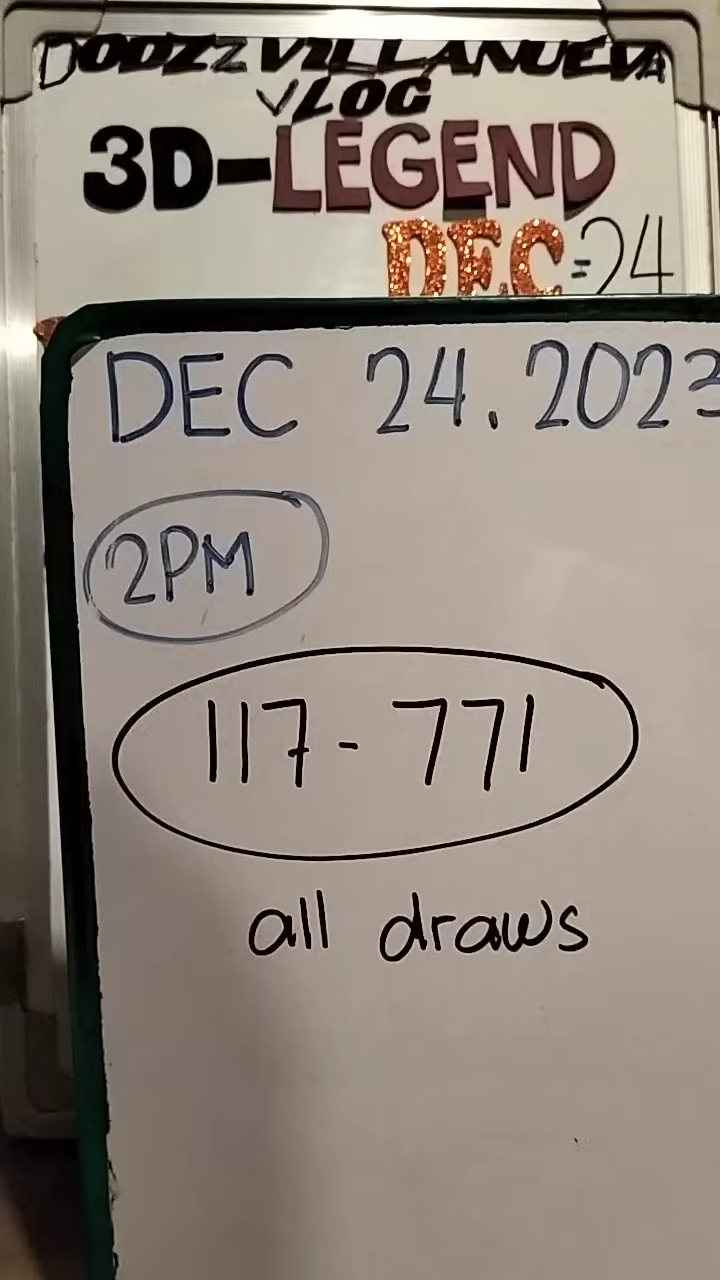 DODZZ VILLANUEVA
VLOG
3D-LEGEND
DEC=24
DEC 24.2023
2PM
117-771
all draws